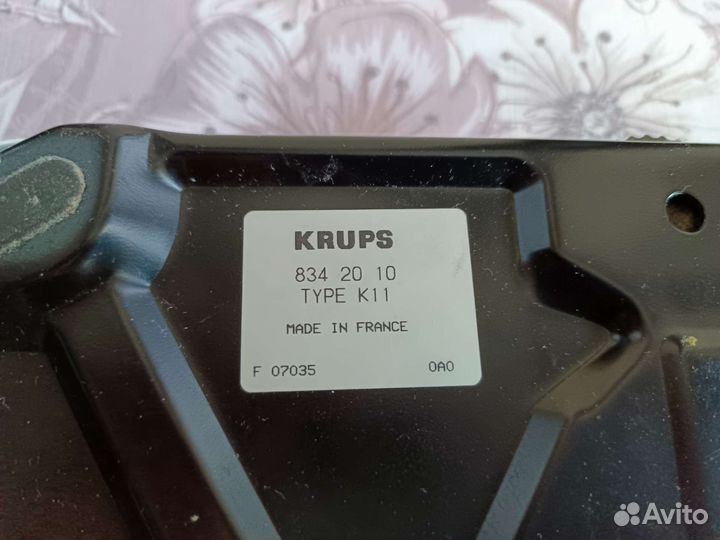 KRUPS
834 20 10
TYPE K11
MADE IN FRANCE
F 07035 0A0
Avito